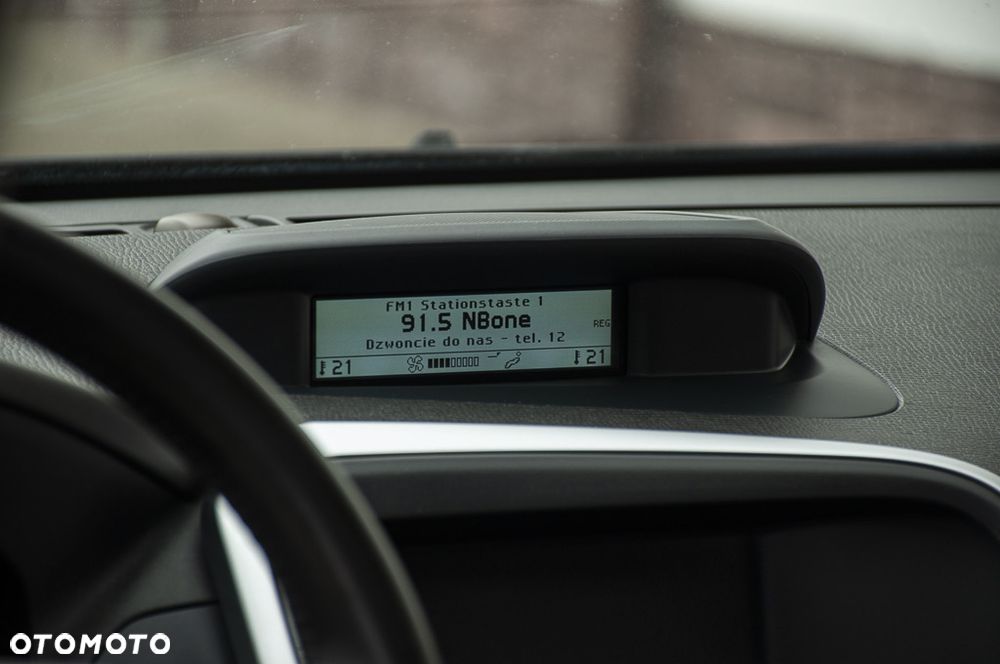 FM1 Stationstaste 1
91.5 NBone
REG
Dzwoncie do nas - tel. 12
21
21
OTOMOTO